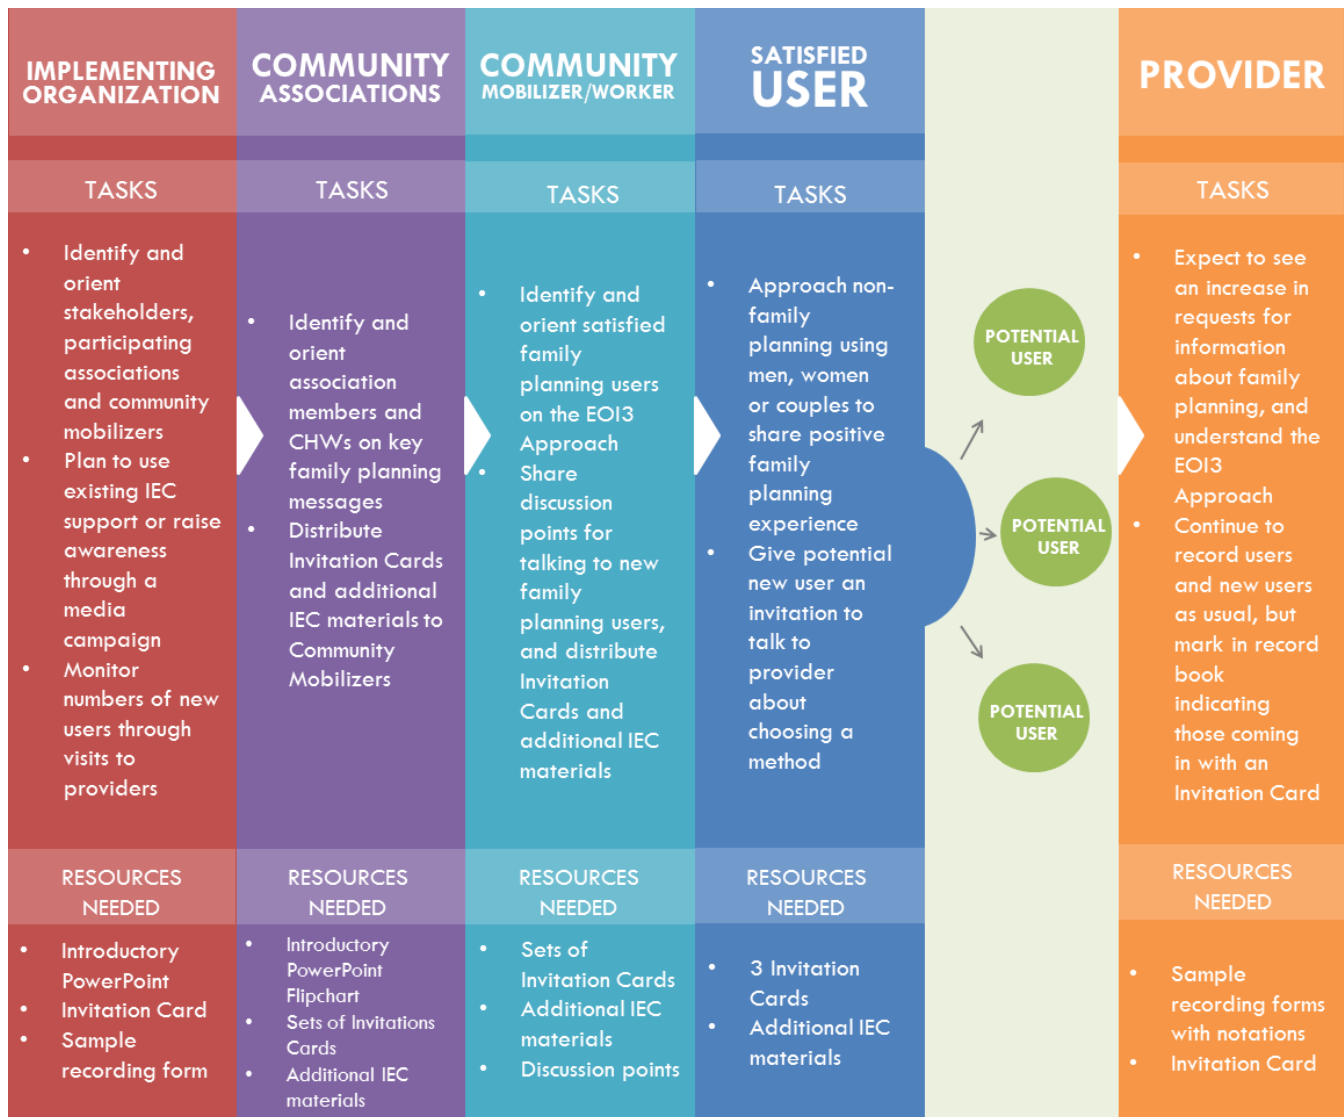 IMPLEMENTING
ORGANIZATION
TASKS
• Identify and
orient
stakeholders,
participating
associations
and community
mobilizers
• Plan to use
existing IEC
support or raise
awareness
through a
media
campaign
• Monitor
numbers of new
users through
visits to
providers
RESOURCES
NEEDED
• Introductory
PowerPoint
• Invitation Card
• Sample
recording form
COMMUNITY
ASSOCIATIONS
TASKS
• Identify and
orient
association
members and
CHWs on key
family planning
messages
• Distribute
Invitation Cards
and additional
IEC materials to
Community
Mobilizers
RESOURCES
NEEDED
• Introductory
PowerPoint
Flipchart
• Sets of Invitations
Cards
• Additional IEC
materials
COMMUNITY
MOBILIZER/WORKER
TASKS
• Identify and
orient satisfied
family
planning users
on the EOI3
Approach
• Share
discussion
points for
talking to new
family
planning users,
and distribute
Invitation
Cards and
additional IEC
materials
RESOURCES
NEEDED
• Sets of
Invitation Cards
• Additional IEC
materials
• Discussion points
SATISFIED
USER
TASKS
• Approach non-
family
planning using
men, women
or couples to
share positive
family
planning
experience
• Give potential
new user an
invitation to
talk to
provider
about
choosing a
method
RESOURCES
NEEDED
• 3 Invitation
Cards
• Additional IEC
materials
POTENTIAL
USER
POTENTIAL
USER
POTENTIAL
USER
PROVIDER
TASKS
• Expect to see
an increase in
requests for
information
about family
planning, and
understand the
EOI3
Approach
• Continue to
record users
and new users
as usual, but
mark in record
book
indicating
those coming
in with an
Invitation Card
RESOURCES
NEEDED
• Sample
recording forms
with notations
• Invitation Card